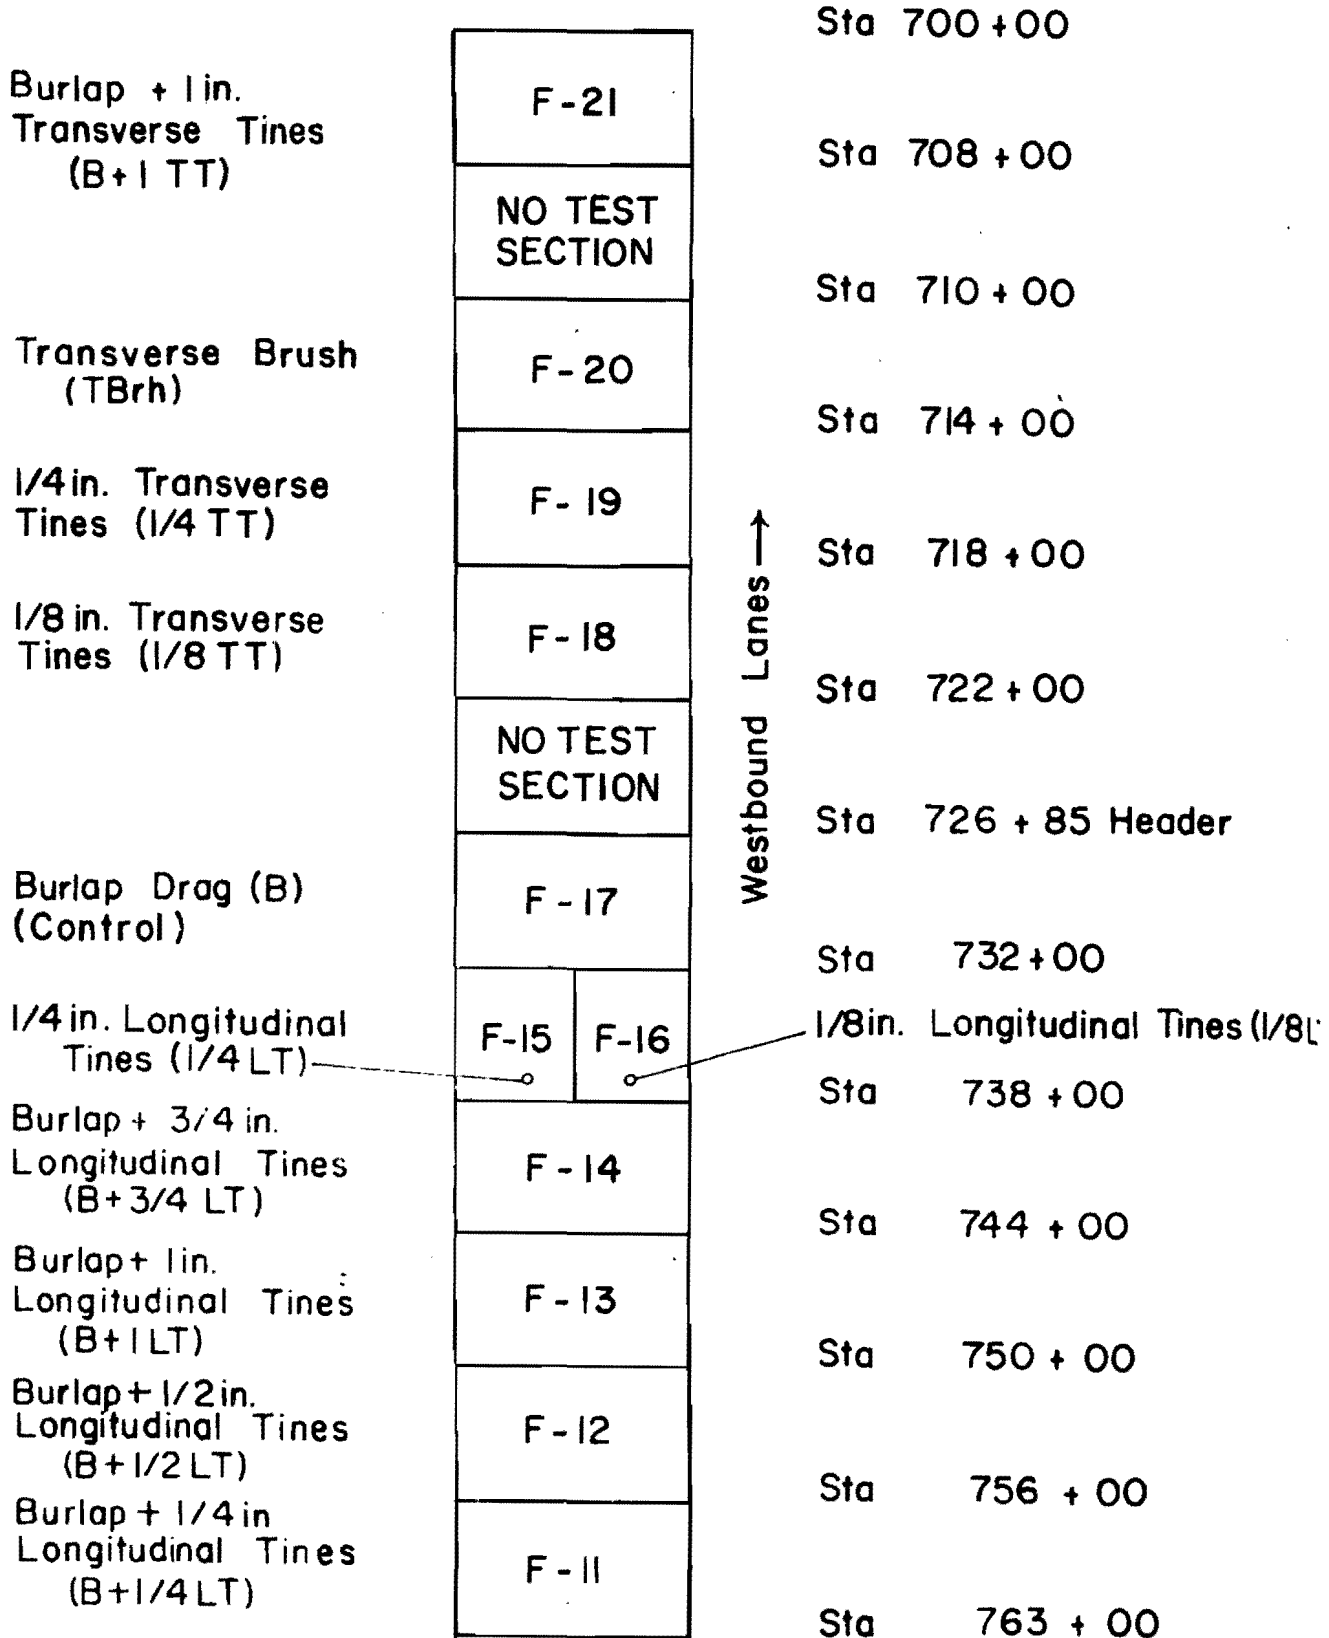 Sta 700 + 00
Burlap + 1 in.
Transverse Tines
(B + 1 TT)
F - 21
Sta 708 + 00
NO TEST
SECTION
Sta 710 + 00
Transverse Brush
(TBrh)
F - 20
Sta 714 + 00
1/4 in. Transverse
Tines (1/4 TT)
F - 19
Sta 718 + 00
1/8 in. Transverse
Tines (1/8 TT)
F - 18
Sta 722 + 00
NO TEST
SECTION
Westbound Lanes →
Sta 726 + 85 Header
Burlap Drag (B)
(Control)
F - 17
Sta 732 + 00
1/4 in. Longitudinal
Tines (1/4 LT)
F-15
F-16
1/8 in. Longitudinal Tines (1/8 L
Sta 738 + 00
Burlap + 3/4 in.
Longitudinal Tines
(B + 3/4 LT)
F - 14
Sta 744 + 00
Burlap + 1 in.
Longitudinal Tines
(B + 1 LT)
F - 13
Sta 750 + 00
Burlap + 1/2 in.
Longitudinal Tines
(B + 1/2 LT)
F - 12
Sta 756 + 00
Burlap + 1/4 in
Longitudinal Tines
(B + 1/4 LT)
F - 11
Sta 763 + 00